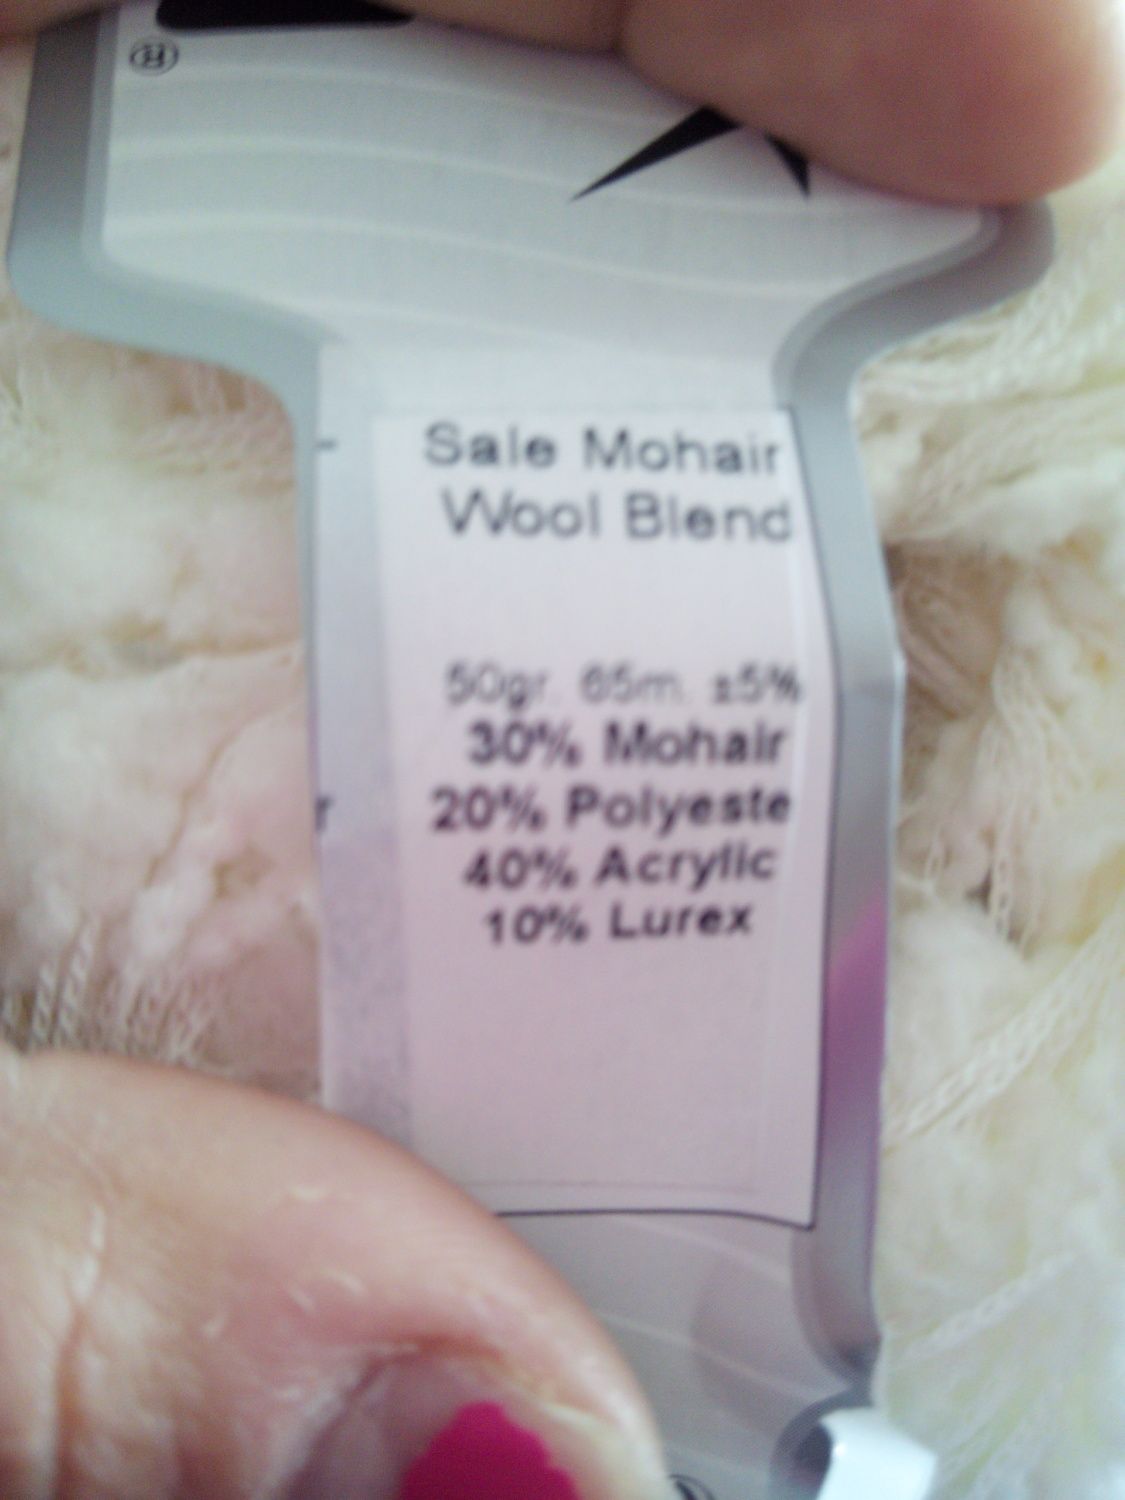 ®
Sale Mohair
Wool Blend
50gr. 65m. ±5%
30% Mohair
20% Polyeste
40% Acrylic
10% Lurex